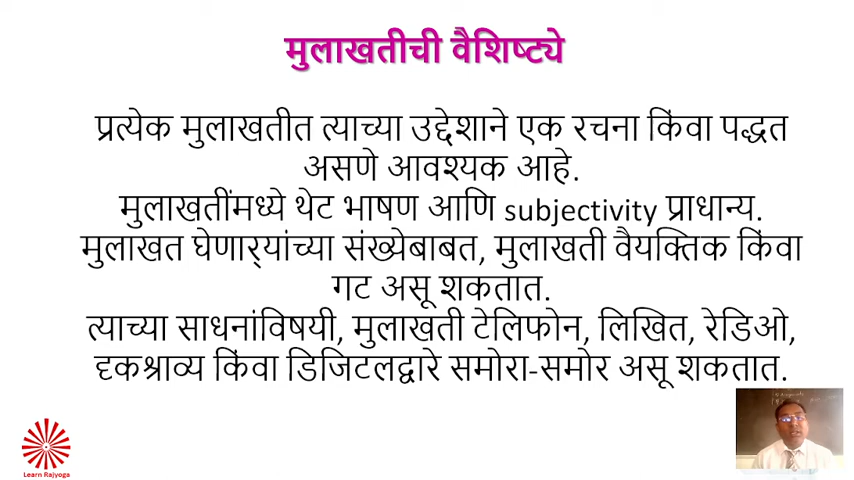 मुलाखतीची वैशिष्ट्ये
प्रत्येक मुलाखतीत त्याच्या उद्देशाने एक रचना किंवा पद्धत
असणे आवश्यक आहे.
मुलाखतींमध्ये थेट भाषण आणि subjectivity प्राधान्य.
मुलाखत घेणाऱ्यांच्या संख्येबाबत, मुलाखती वैयक्तिक किंवा
गट असू शकतात.
त्याच्या साधनांविषयी, मुलाखती टेलिफोन, लिखित, रेडिओ,
दृकश्राव्य किंवा डिजिटलद्वारे समोरा-समोर असू शकतात.
Learn Rajyoga